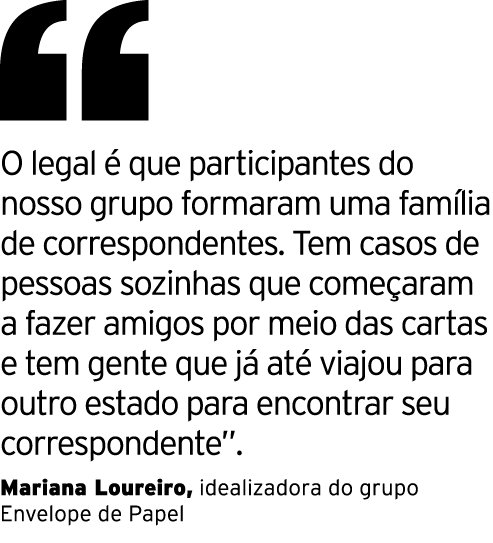 “
O legal é que participantes do
nosso grupo formaram uma família
de correspondentes. Tem casos de
pessoas sozinhas que começaram
a fazer amigos por meio das cartas
e tem gente que já até viajou para
outro estado para encontrar seu
correspondente”.
Mariana Loureiro, idealizadora do grupo
Envelope de Papel